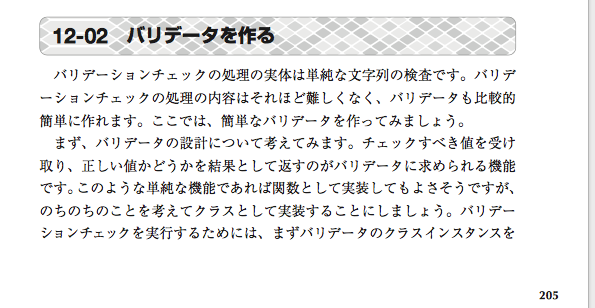 12-02 バリデータを作る
バリデーションチェックの処理の実体は単純な文字列の検査です。バリデ
ーションチェックの処理の内容はそれほど難しくなく、バリデータも比較的
簡単に作れます。ここでは、簡単なバリデータを作ってみましょう。
まず、バリデータの設計について考えてみます。チェックすべき値を受け
取り、正しい値かどうかを結果として返すのがバリデータに求められる機能
です。このような単純な機能であれば関数として実装してもよさそうですが、
のちのちのことを考えてクラスとして実装することにしましょう。バリデー
ションチェックを実行するためには、まずバリデータのクラスインスタンスを
205